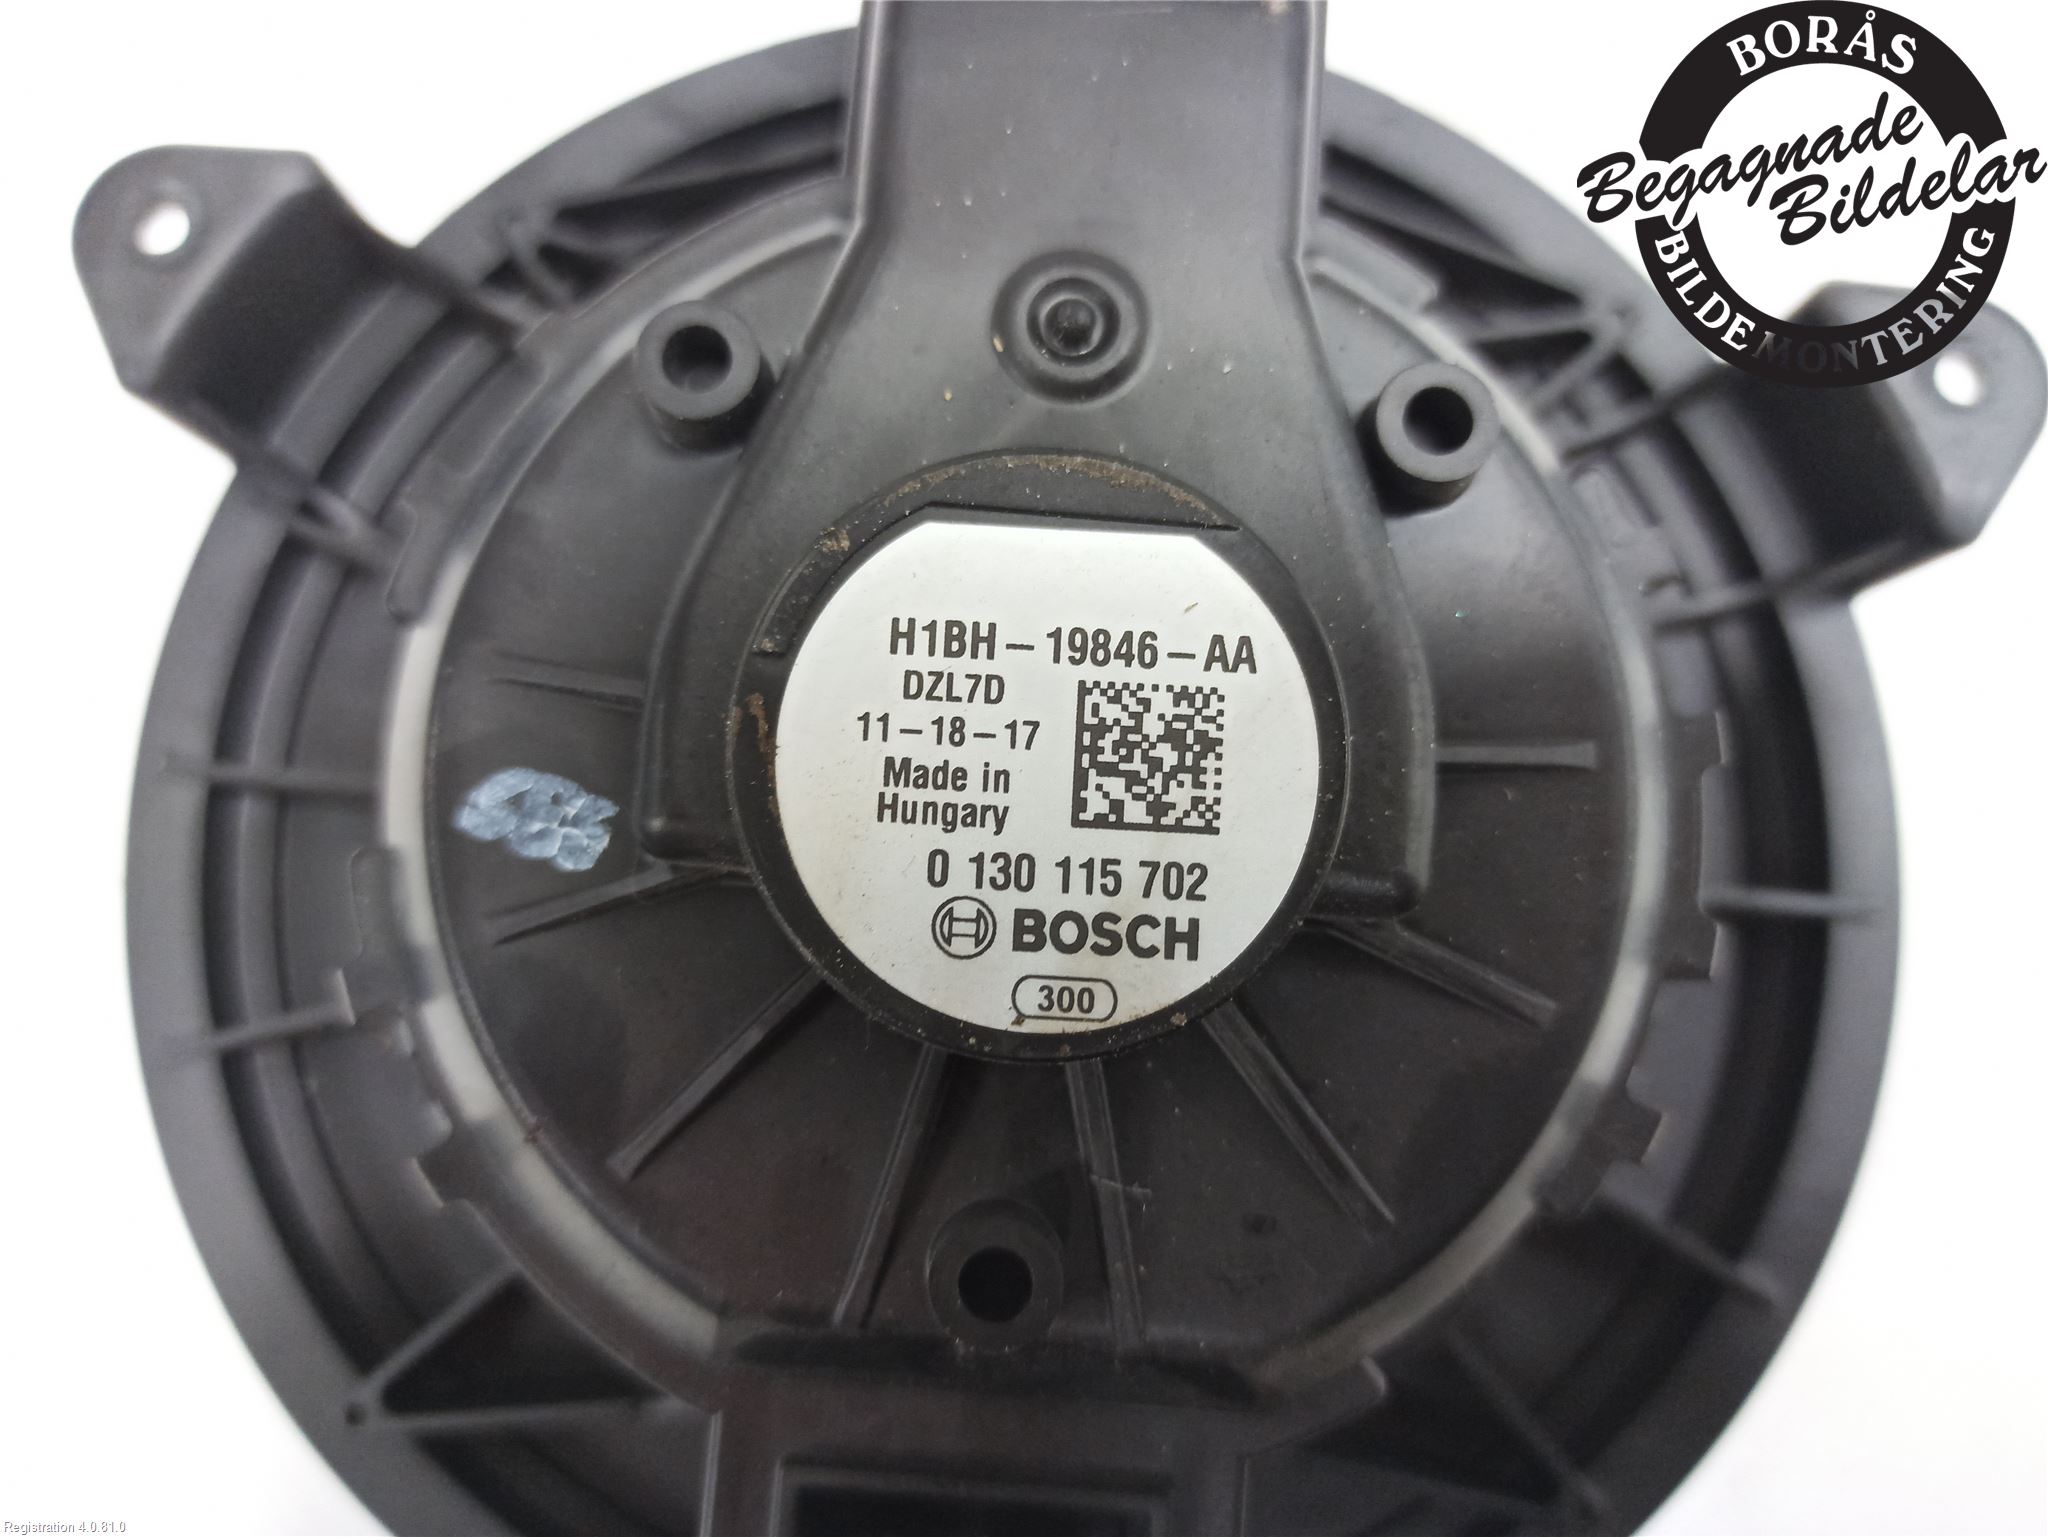 BORÅS
Begagnade
Bildelar
BILDEMONTERING
H1BH-19846-AA
DZL7D
11-18-17
Made in
Hungary
0 130 115 702
BOSCH
300
Registration 4.0.81.0